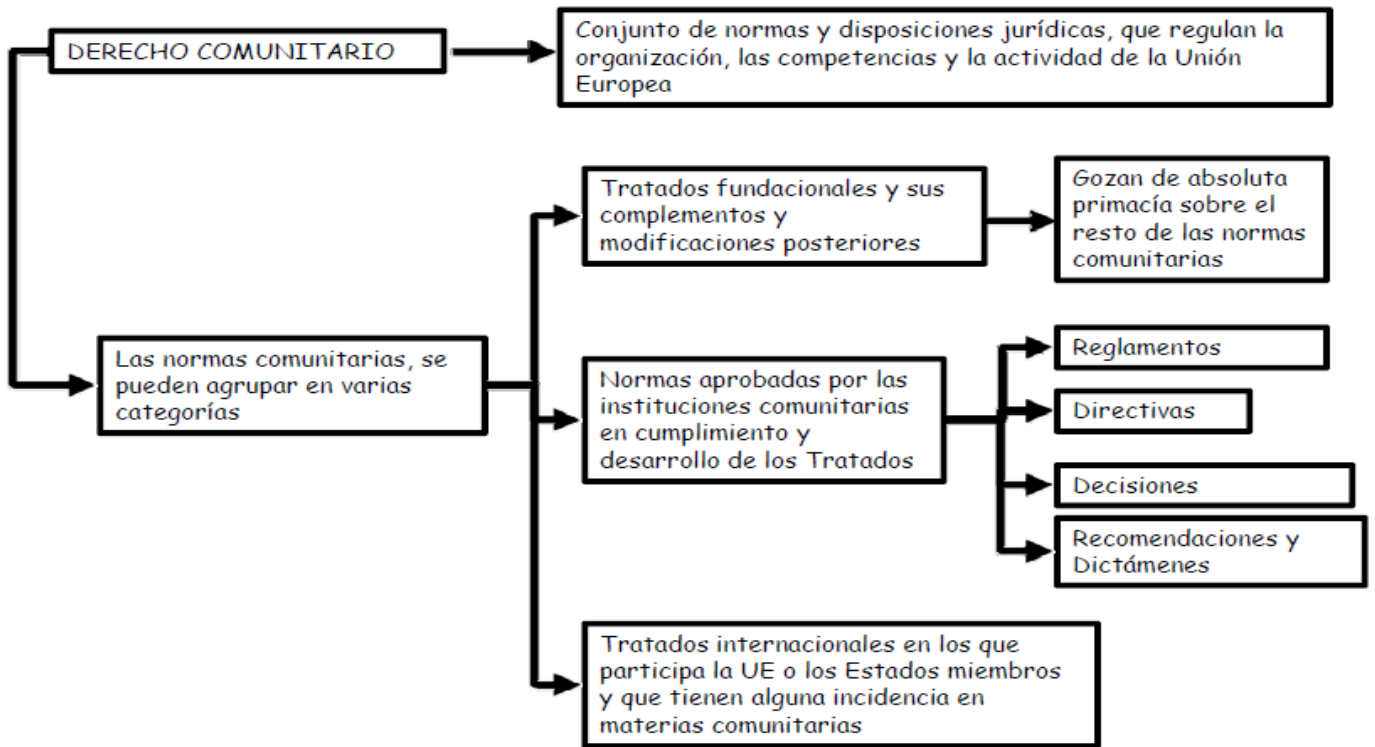 DERECHO COMUNITARIO
Conjunto de normas y disposiciones jurídicas, que regulan la
organización, las competencias y la actividad de la Unión
Europea
Tratados fundacionales y sus
complementos y
modificaciones posteriores
Gozan de absoluta
primacía sobre el
resto de las normas
comunitarias
Las normas comunitarias, se
pueden agrupar en varias
categorías
Normas aprobadas por las
instituciones comunitarias
en cumplimiento y
desarrollo de los Tratados
Reglamentos
Directivas
Decisiones
Recomendaciones y
Dictámenes
Tratados internacionales en los que
participa la UE o los Estados miembros
y que tienen alguna incidencia en
materias comunitarias